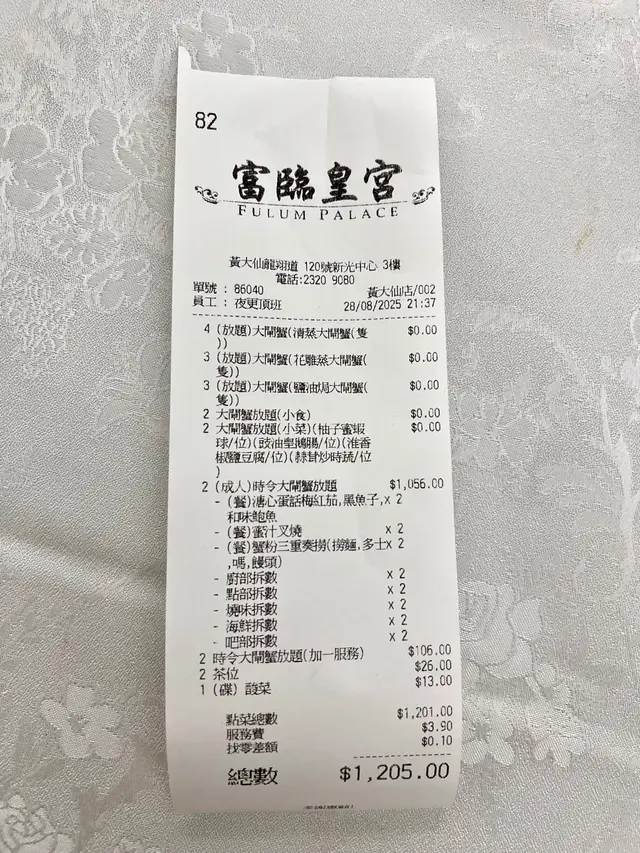 82
富臨皇宮
FULUM PALACE
黃大仙龍翔道 120號新光中心 3樓
電話:2320 9080
單號 : 86040 黃大仙店/002
員工 : 夜更頂班 28/08/2025 21:37
4 (放題)大閘蟹(清蒸大閘蟹(隻 $0.00
))
3 (放題)大閘蟹(花雕蒸大閘蟹( $0.00
隻))
3 (放題)大閘蟹(鹽油焗大閘蟹( $0.00
隻))
2 大閘蟹放題(小食) $0.00
2 大閘蟹放題(小菜)(柚子蜜蝦 $0.00
球/位)(豉油皇鵝腸/位)(淮香
椒鹽豆腐/位)(炒時蔬/位
)
2 (成人)時令大閘蟹放題 $1,056.00
- (餐)溏心蛋話梅紅茄,黑魚子, x 2
和味鮑魚
- (餐)蜜汁叉燒 x 2
- (餐)蟹粉三重奏撈(撈麵,多士 x 2
,嗎,饅頭)
- 廚部拆數 x 2
- 點部拆數 x 2
- 燒味拆數 x 2
- 海鮮拆數 x 2
- 吧部拆數 x 2
2 時令大閘蟹放題(加一服務) $106.00
2 茶位 $26.00
1 (碟) 酸菜 $13.00
點菜總數 $1,201.00
服務費 $3.90
找零差額 $0.10
總數 $1,205.00